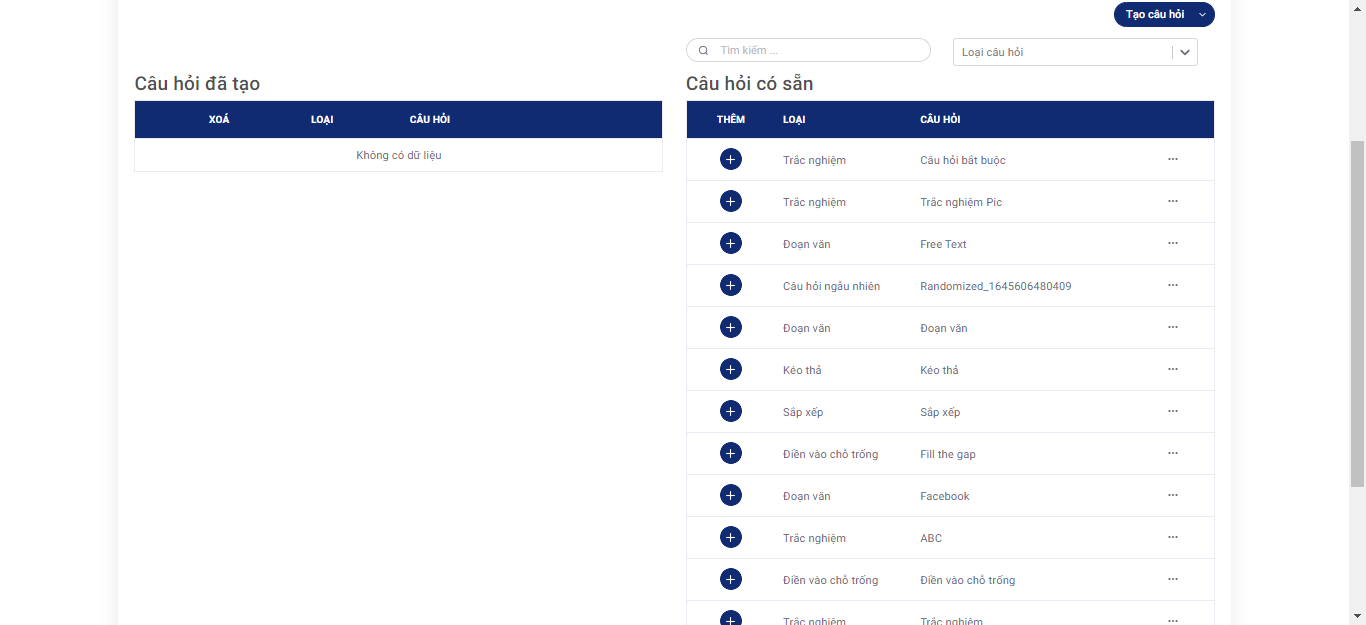 Tạo câu hỏi
Tìm kiếm ...
Loại câu hỏi
Câu hỏi đã tạo
XOÁ LOẠI CÂU HỎI
Không có dữ liệu
Câu hỏi có sẵn
THÊM LOẠI CÂU HỎI
Trắc nghiệm Câu hỏi bắt buộc ...
Trắc nghiệm Trắc nghiệm Pic ...
Đoạn văn Free Text ...
Câu hỏi ngẫu nhiên Randomized_1645606480409 ...
Đoạn văn Đoạn văn ...
Kéo thả Kéo thả ...
Sắp xếp Sắp xếp ...
Điền vào chỗ trống Fill the gap ...
Đoạn văn Facebook ...
Trắc nghiệm ABC ...
Điền vào chỗ trống Điền vào chỗ trống ...
Trắc nghiệm Trắc nghiệm ...